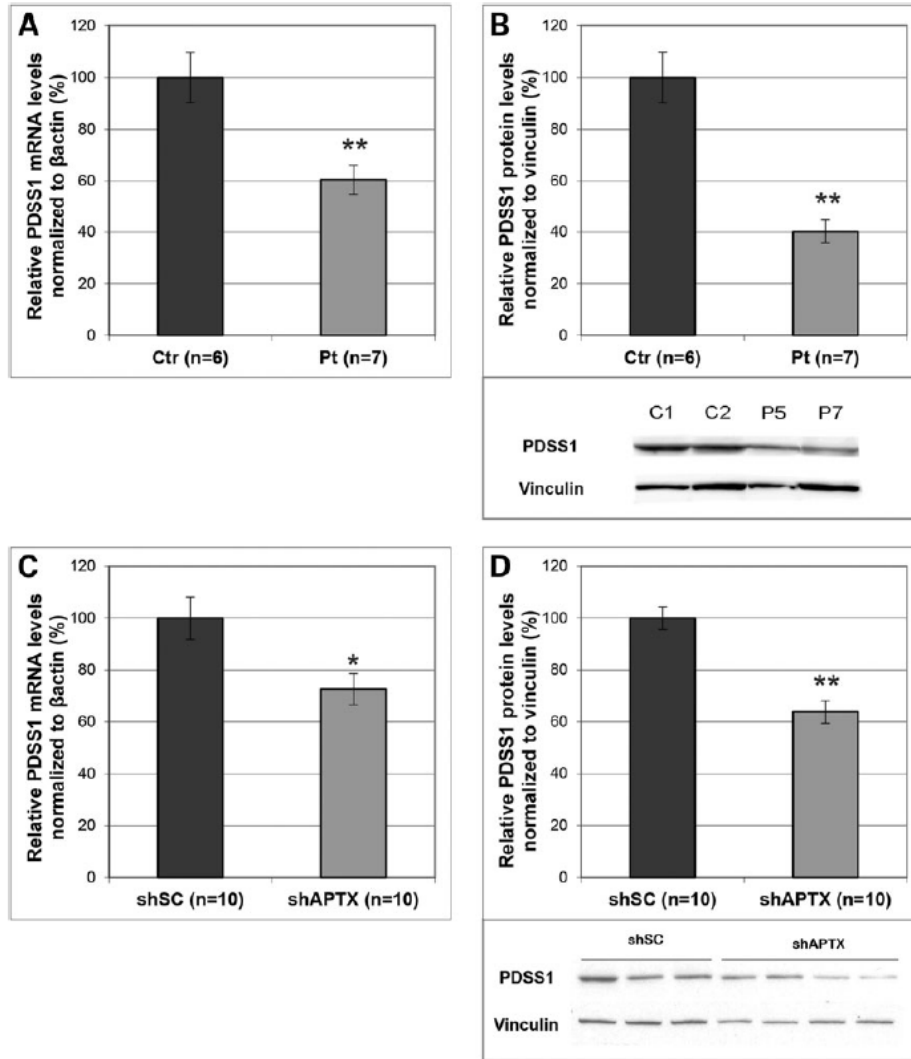 A
Relative PDSS1 mRNA levels
normalized to βactin (%)
120
100
80
60
40
20
0
**
Ctr (n=6) Pt (n=7)
B
Relative PDSS1 protein levels
normalized to vinculin (%)
120
100
80
60
40
20
0
**
Ctr (n=6) Pt (n=7)
C1 C2 P5 P7
PDSS1
Vinculin
C
Relative PDSS1 mRNA levels
normalized to βactin (%)
120
100
80
60
40
20
0
*
shSC (n=10) shAPTX (n=10)
D
Relative PDSS1 protein levels
normalized to vinculin (%)
120
100
80
60
40
20
0
**
shSC (n=10) shAPTX (n=10)
shSC shAPTX
PDSS1
Vinculin